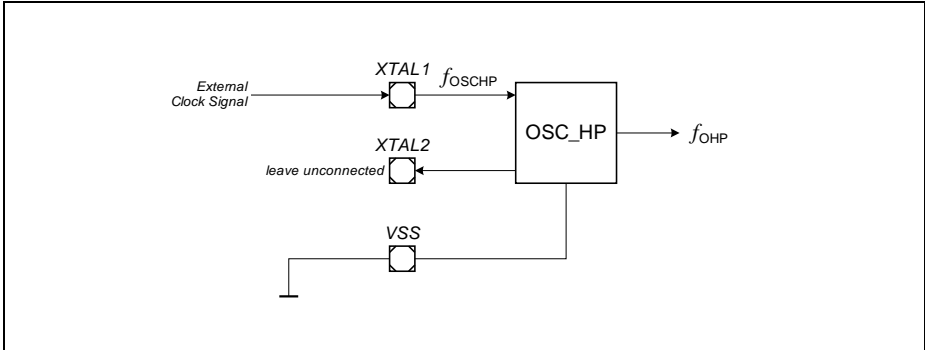 XTAL1
External
Clock Signal
fOSCHP
OSC_HP
fOHP
XTAL2
leave unconnected
VSS